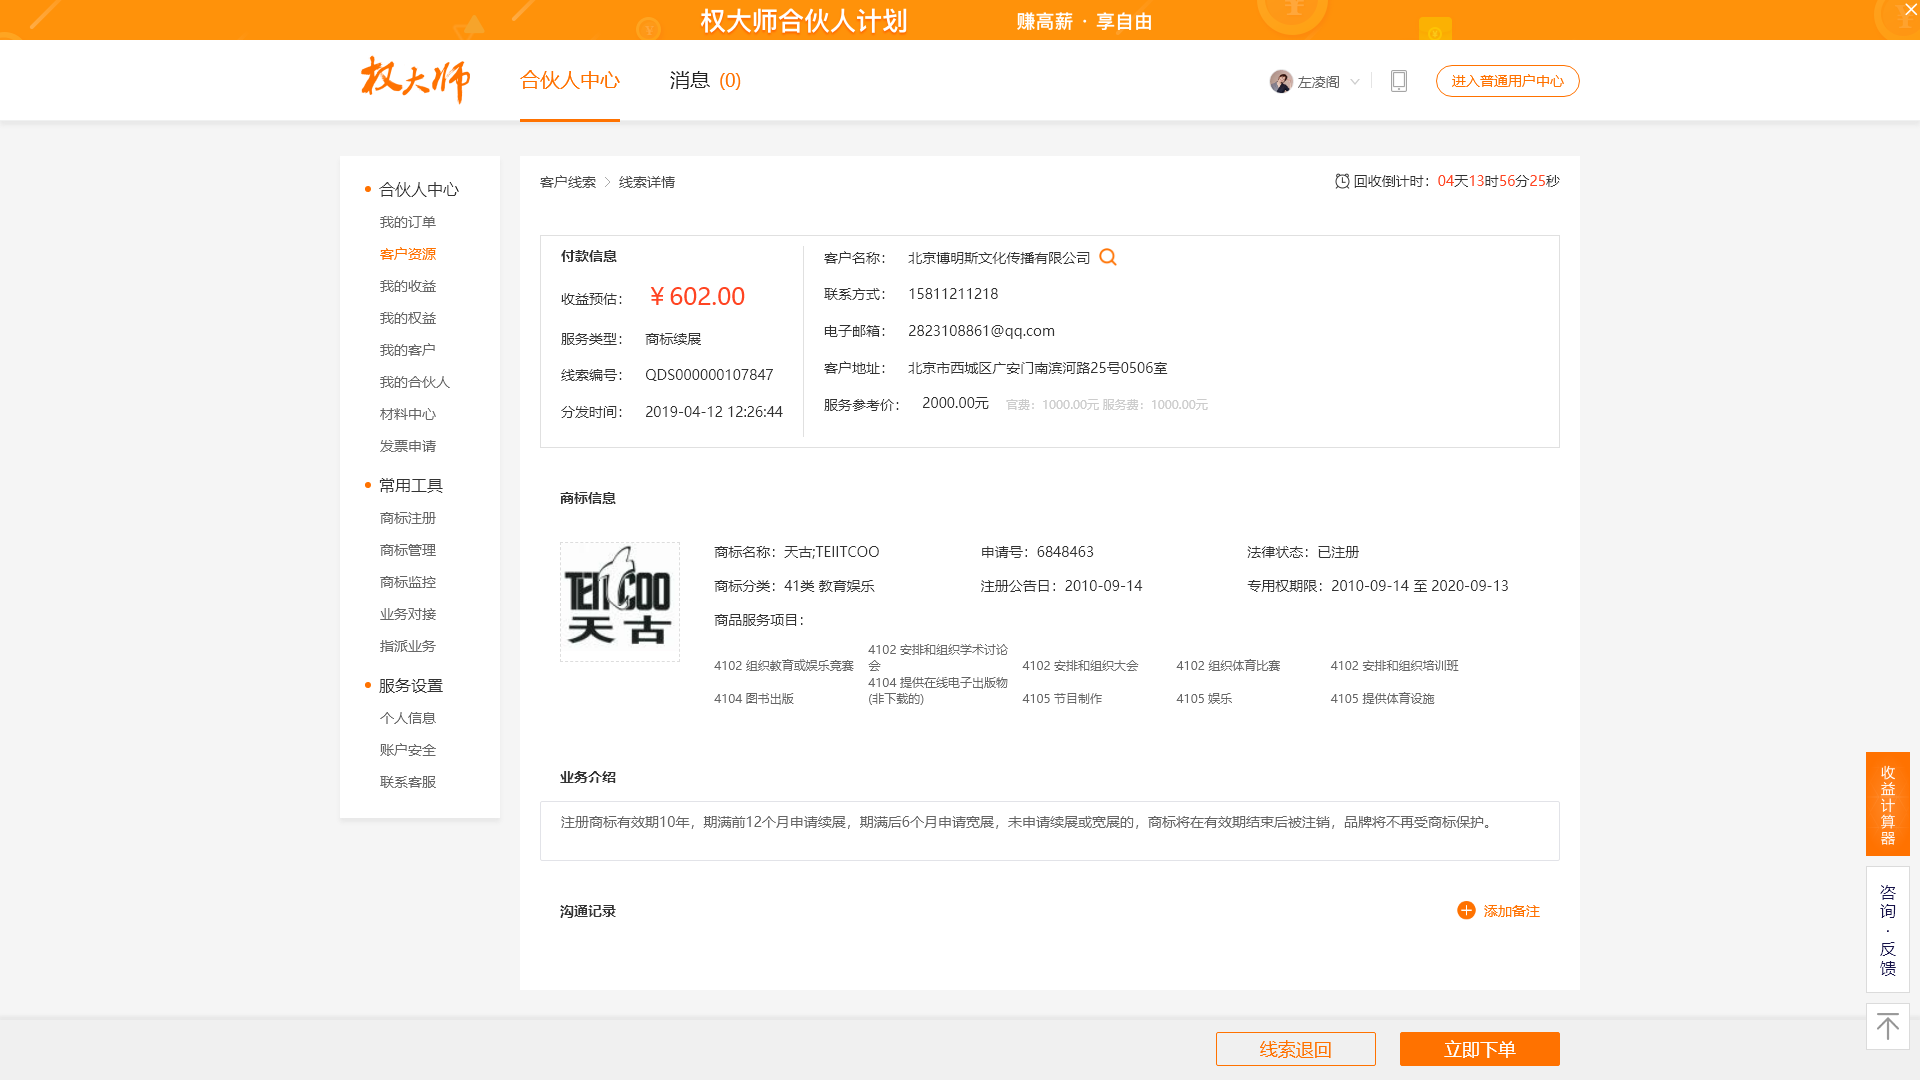 权大师合伙人计划 赚高薪 · 享自由
权大师 合伙人中心 消息 (0) 左凌阁 进入普通用户中心
合伙人中心
我的订单
客户资源
我的收益
我的权益
我的客户
我的合伙人
材料中心
发票申请
常用工具
商标注册
商标管理
商标监控
业务对接
指派业务
服务设置
个人信息
账户安全
联系客服
客户线索 > 线索详情 回收倒计时：04天13时56分25秒
付款信息
收益预估： ￥602.00
服务类型： 商标续展
线索编号： QDS000000107847
分发时间： 2019-04-12 12:26:44
客户名称： 北京博明斯文化传播有限公司
联系方式： 15811211218
电子邮箱： 2823108861@qq.com
客户地址： 北京市西城区广安门南滨河路25号0506室
服务参考价： 2000.00元 官费：1000.00元 服务费：1000.00元
商标信息
TEIITCOO
天古
商标名称：天古;TEIITCOO 申请号：6848463 法律状态：已注册
商标分类：41类 教育娱乐 注册公告日：2010-09-14 专用权期限：2010-09-14 至 2020-09-13
商品服务项目：
4102 组织教育或娱乐竞赛 4102 安排和组织学术讨论会 4102 安排和组织大会 4102 组织体育比赛 4102 安排和组织培训班
4104 图书出版 4104 提供在线电子出版物(非下载的) 4105 节目制作 4105 娱乐 4105 提供体育设施
业务介绍
注册商标有效期10年，期满前12个月申请续展，期满后6个月申请宽展，未申请续展或宽展的，商标将在有效期结束后被注销，品牌将不再受商标保护。
沟通记录 添加备注
线索退回 立即下单
收益计算器
咨询·反馈